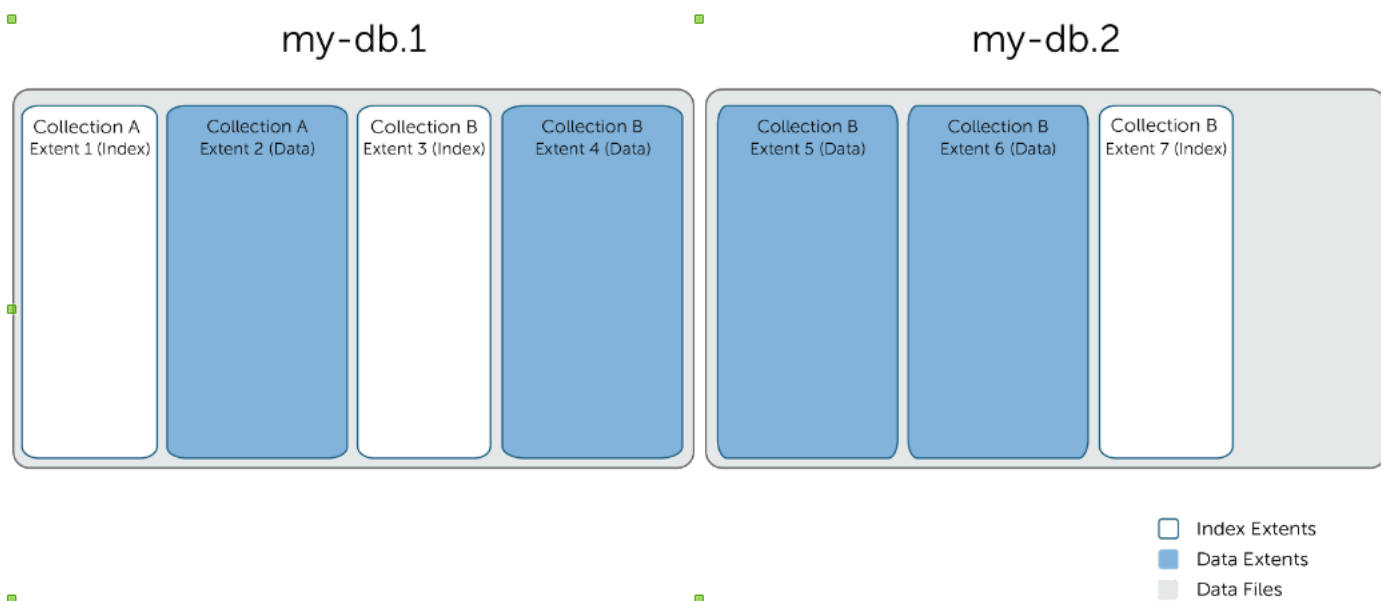 my-db.1
my-db.2
Collection A
Extent 1 (Index)
Collection A
Extent 2 (Data)
Collection B
Extent 3 (Index)
Collection B
Extent 4 (Data)
Collection B
Extent 5 (Data)
Collection B
Extent 6 (Data)
Collection B
Extent 7 (Index)
Index Extents
Data Extents
Data Files